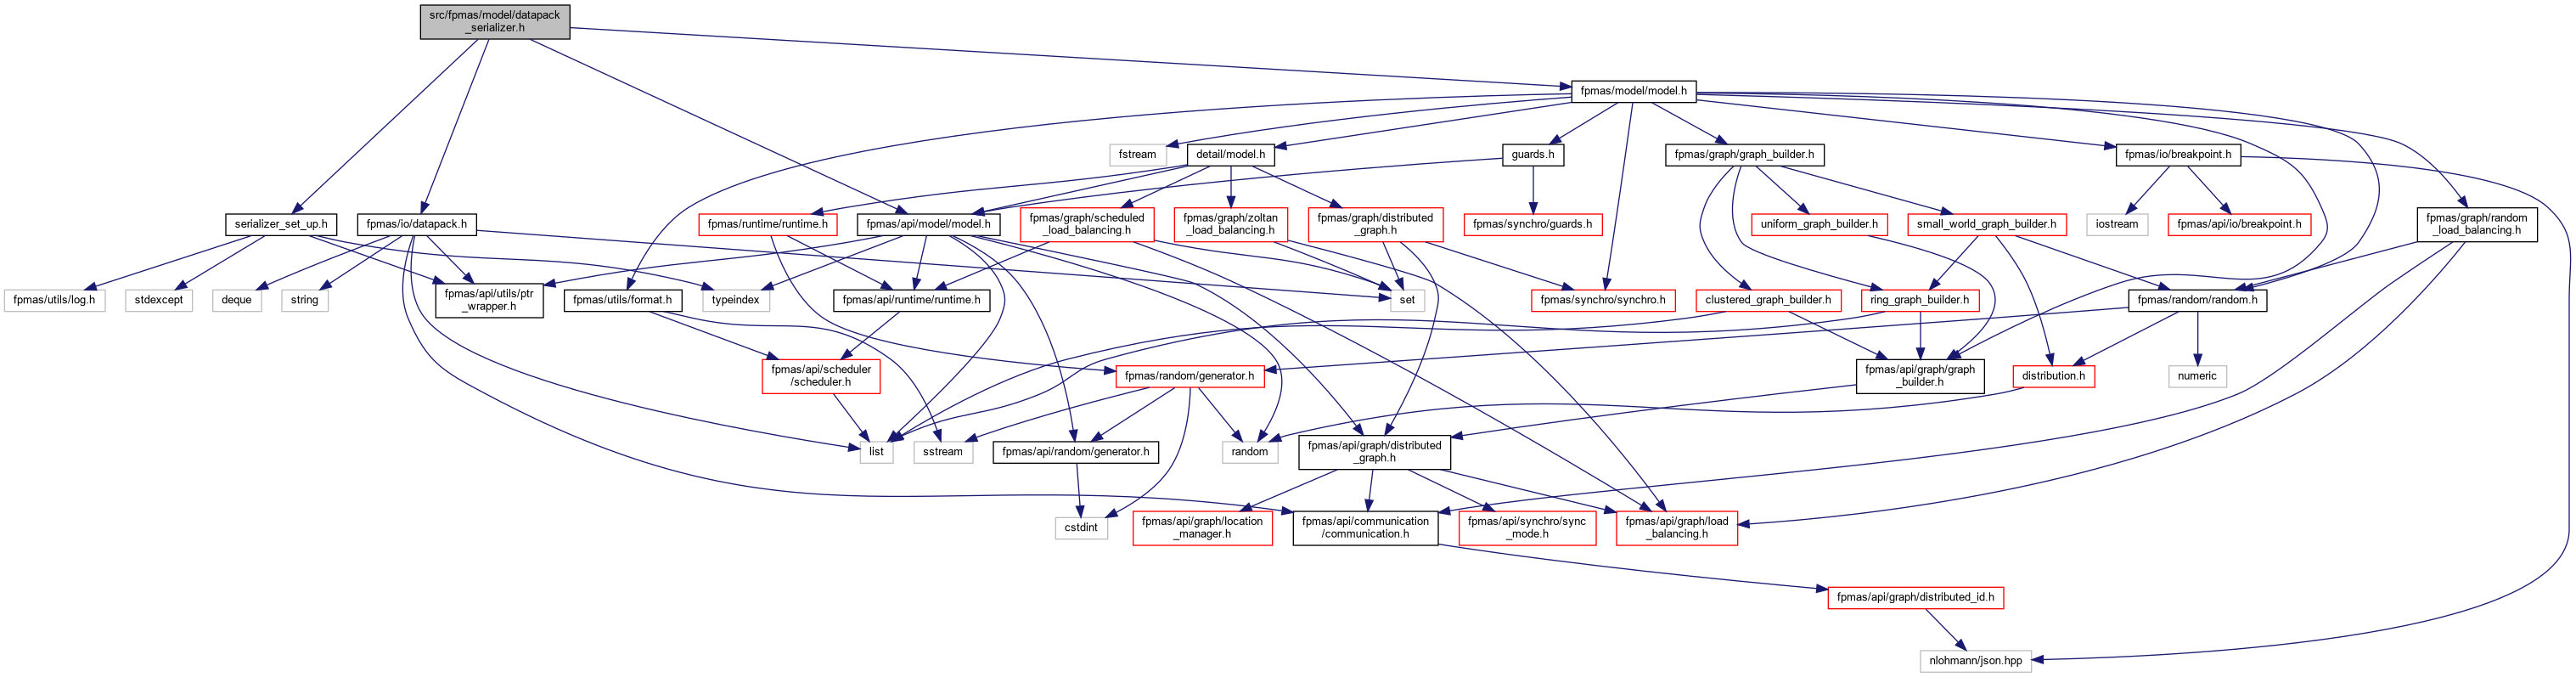 src/fpmas/model/datapack
_serializer.h
fpmas/model/model.h
fstream
detail/model.h
guards.h
fpmas/graph/graph_builder.h
fpmas/io/breakpoint.h
serializer_set_up.h
fpmas/io/datapack.h
fpmas/runtime/runtime.h
fpmas/api/model/model.h
fpmas/graph/scheduled
_load_balancing.h
fpmas/graph/zoltan
_load_balancing.h
fpmas/graph/distributed
_graph.h
fpmas/synchro/guards.h
uniform_graph_builder.h
small_world_graph_builder.h
iostream
fpmas/api/io/breakpoint.h
fpmas/graph/random
_load_balancing.h
fpmas/utils/log.h
stdexcept
deque
string
fpmas/api/utils/ptr
_wrapper.h
fpmas/utils/format.h
typeindex
fpmas/api/runtime/runtime.h
set
fpmas/synchro/synchro.h
clustered_graph_builder.h
ring_graph_builder.h
fpmas/random/random.h
fpmas/api/scheduler
/scheduler.h
fpmas/random/generator.h
fpmas/api/graph/graph
_builder.h
distribution.h
numeric
list
sstream
fpmas/api/random/generator.h
random
fpmas/api/graph/distributed
_graph.h
cstdint
fpmas/api/graph/location
_manager.h
fpmas/api/communication
/communication.h
fpmas/api/synchro/sync
_mode.h
fpmas/api/graph/load
_balancing.h
fpmas/api/graph/distributed_id.h
nlohmann/json.hpp